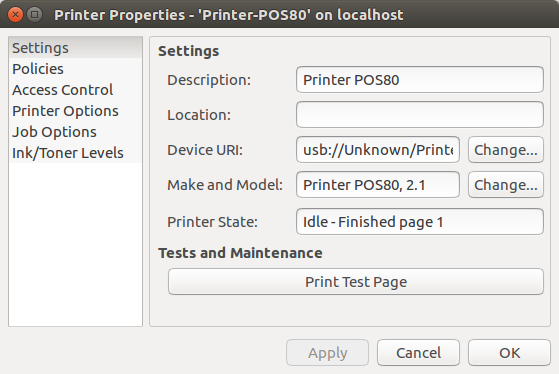 Printer Properties - 'Printer-POS80' on localhost
Settings
Policies
Access Control
Printer Options
Job Options
Ink/Toner Levels
Settings
Description: Printer POS80
Location:
Device URI: usb://Unknown/Printe Change...
Make and Model: Printer POS80, 2.1 Change...
Printer State: Idle - Finished page 1
Tests and Maintenance
Print Test Page
Apply Cancel OK